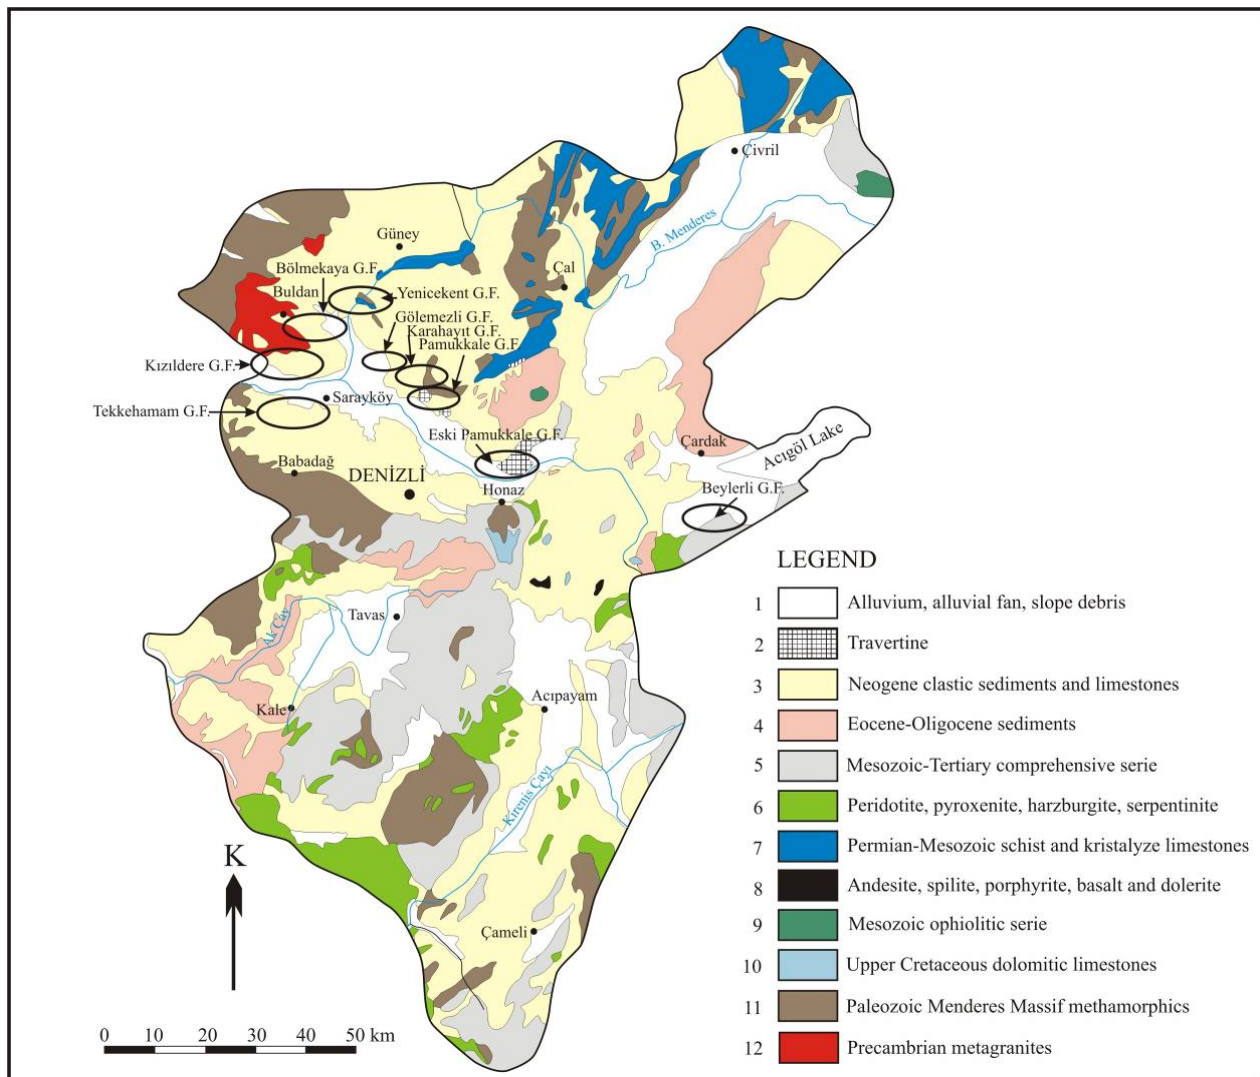 Çivril
B. Menderes
Güney
Çal
Bölmekaya G.F.
Buldan
Yenicekent G.F.
Gölemezli G.F.
Karahayıt G.F.
Pamukkale G.F.
Kızıldere G.F.
Sarayköy
Tekkehamam G.F.
Eski Pamukkale G.F.
Çardak
Acıgöl Lake
Babadağ
DENİZLİ
Honaz
Beylerli G.F.
Tavas
Ak Çay
Kale
Acıpayam
Kırenis Çayı
Çameli
K
0 10 20 30 40 50 km
LEGEND
1 Alluvium, alluvial fan, slope debris
2 Travertine
3 Neogene clastic sediments and limestones
4 Eocene-Oligocene sediments
5 Mesozoic-Tertiary comprehensive serie
6 Peridotite, pyroxenite, harzburgite, serpentinite
7 Permian-Mesozoic schist and kristalyze limestones
8 Andesite, spilite, porphyrite, basalt and dolerite
9 Mesozoic ophiolitic serie
10 Upper Cretaceous dolomitic limestones
11 Paleozoic Menderes Massif methamorphics
12 Precambrian metagranites